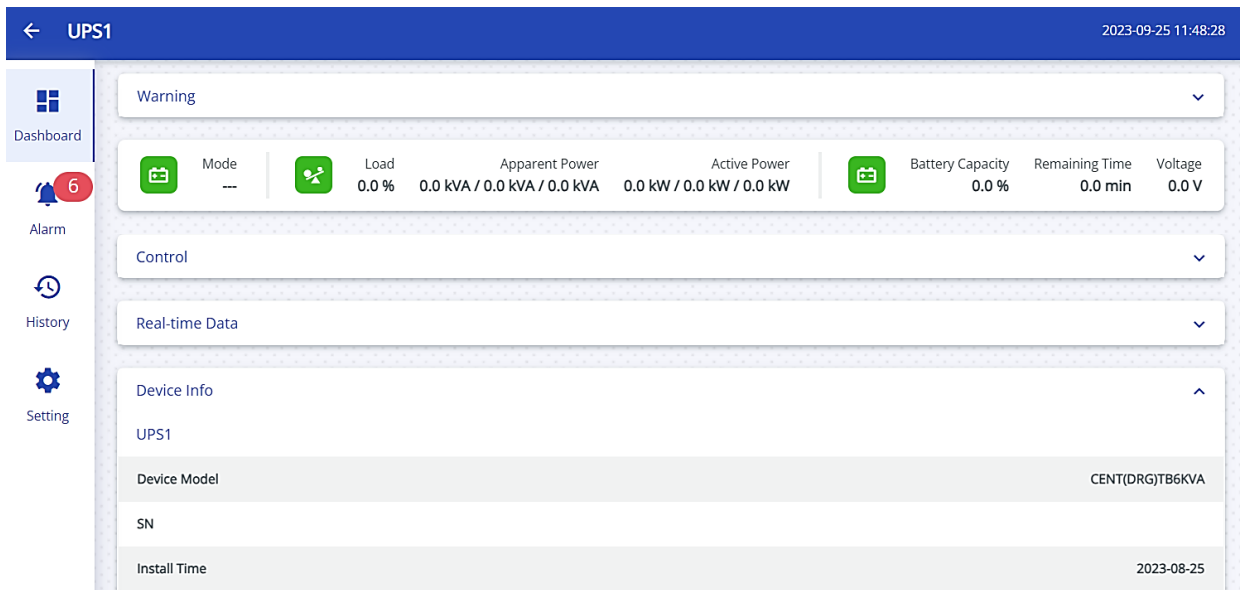 UPS1
2023-09-25 11:48:28
Dashboard
6
Alarm
History
Setting
Warning
Mode
---
Load
0.0 %
Apparent Power
0.0 kVA / 0.0 kVA / 0.0 kVA
Active Power
0.0 kW / 0.0 kW / 0.0 kW
Battery Capacity
0.0 %
Remaining Time
0.0 min
Voltage
0.0 V
Control
Real-time Data
Device Info
UPS1
Device Model CENT(DRG)TB6KVA
SN
Install Time 2023-08-25